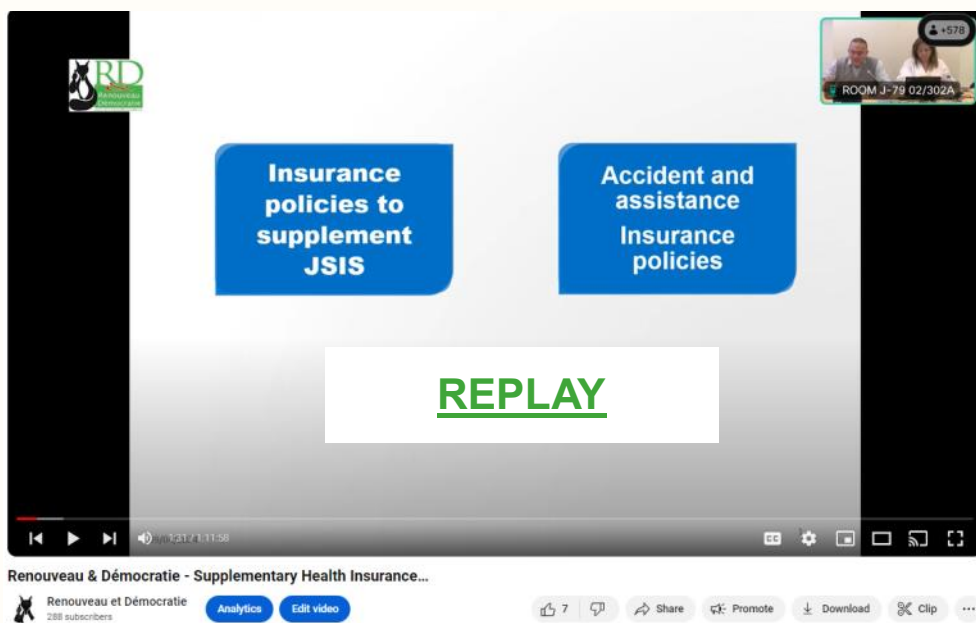 RD
Renouveau
Démocratie
+578
ROOM J-79 02/302A
Insurance
policies to
supplement
JSIS
Accident and
assistance
Insurance
policies
REPLAY
1:31 / 1:11:58
CC
Renouveau & Démocratie - Supplementary Health Insurance...
Renouveau et Démocratie
288 subscribers
Analytics
Edit video
7
Share
Promote
Download
Clip